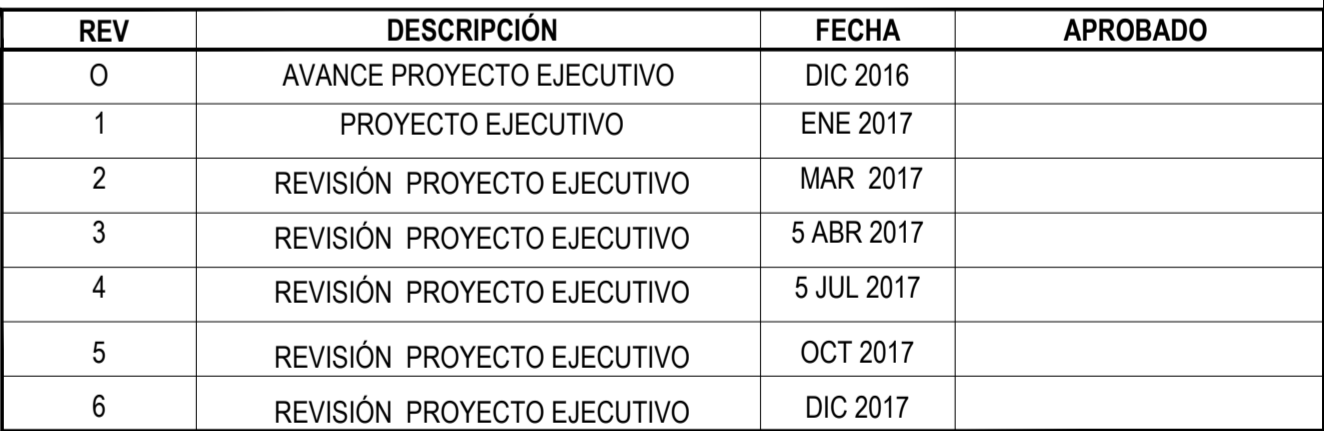 REV DESCRIPCIÓN FECHA APROBADO
O AVANCE PROYECTO EJECUTIVO DIC 2016
1 PROYECTO EJECUTIVO ENE 2017
2 REVISIÓN PROYECTO EJECUTIVO MAR 2017
3 REVISIÓN PROYECTO EJECUTIVO 5 ABR 2017
4 REVISIÓN PROYECTO EJECUTIVO 5 JUL 2017
5 REVISIÓN PROYECTO EJECUTIVO OCT 2017
6 REVISIÓN PROYECTO EJECUTIVO DIC 2017